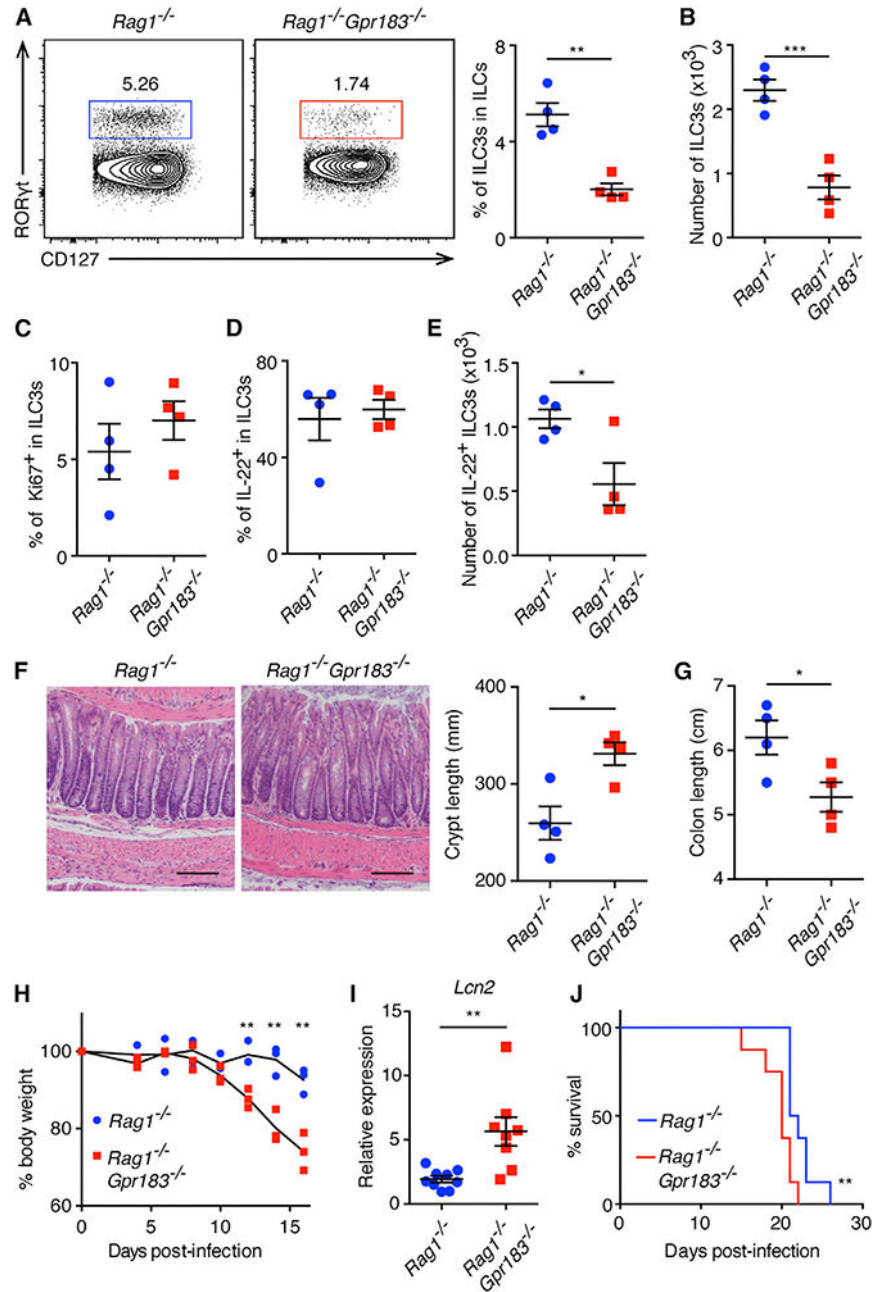 A
Rag1-/-
Rag1-/-Gpr183-/-
5.26
1.74
RORγt
CD127
% of ILC3s in ILCs
8
4
0
**
Rag1-/-
Rag1-/-
Gpr183-/-
B
Number of ILC3s (x10³)
3
2
1
0
***
Rag1-/-
Rag1-/-
Gpr183-/-
C
% of Ki67+ in ILC3s
10
5
0
Rag1-/-
Rag1-/-
Gpr183-/-
D
% of IL-22+ in ILC3s
80
40
0
Rag1-/-
Rag1-/-
Gpr183-/-
E
Number of IL-22+ ILC3s (x10³)
1.5
1.0
0.5
0.0
*
Rag1-/-
Rag1-/-
Gpr183-/-
F
Rag1-/-
Rag1-/-Gpr183-/-
Crypt length (mm)
400
300
200
*
Rag1-/-
Rag1-/-
Gpr183-/-
G
Colon length (cm)
7
6
5
4
*
Rag1-/-
Rag1-/-
Gpr183-/-
H
% body weight
100
80
60
** ** **
Rag1-/-
Rag1-/-
Gpr183-/-
0 5 10 15
Days post-infection
I
Lcn2
Relative expression
15
10
5
0
**
Rag1-/-
Rag1-/-
Gpr183-/-
J
% survival
100
50
0
Rag1-/-
Rag1-/-
Gpr183-/-
**
0 10 20 30
Days post-infection